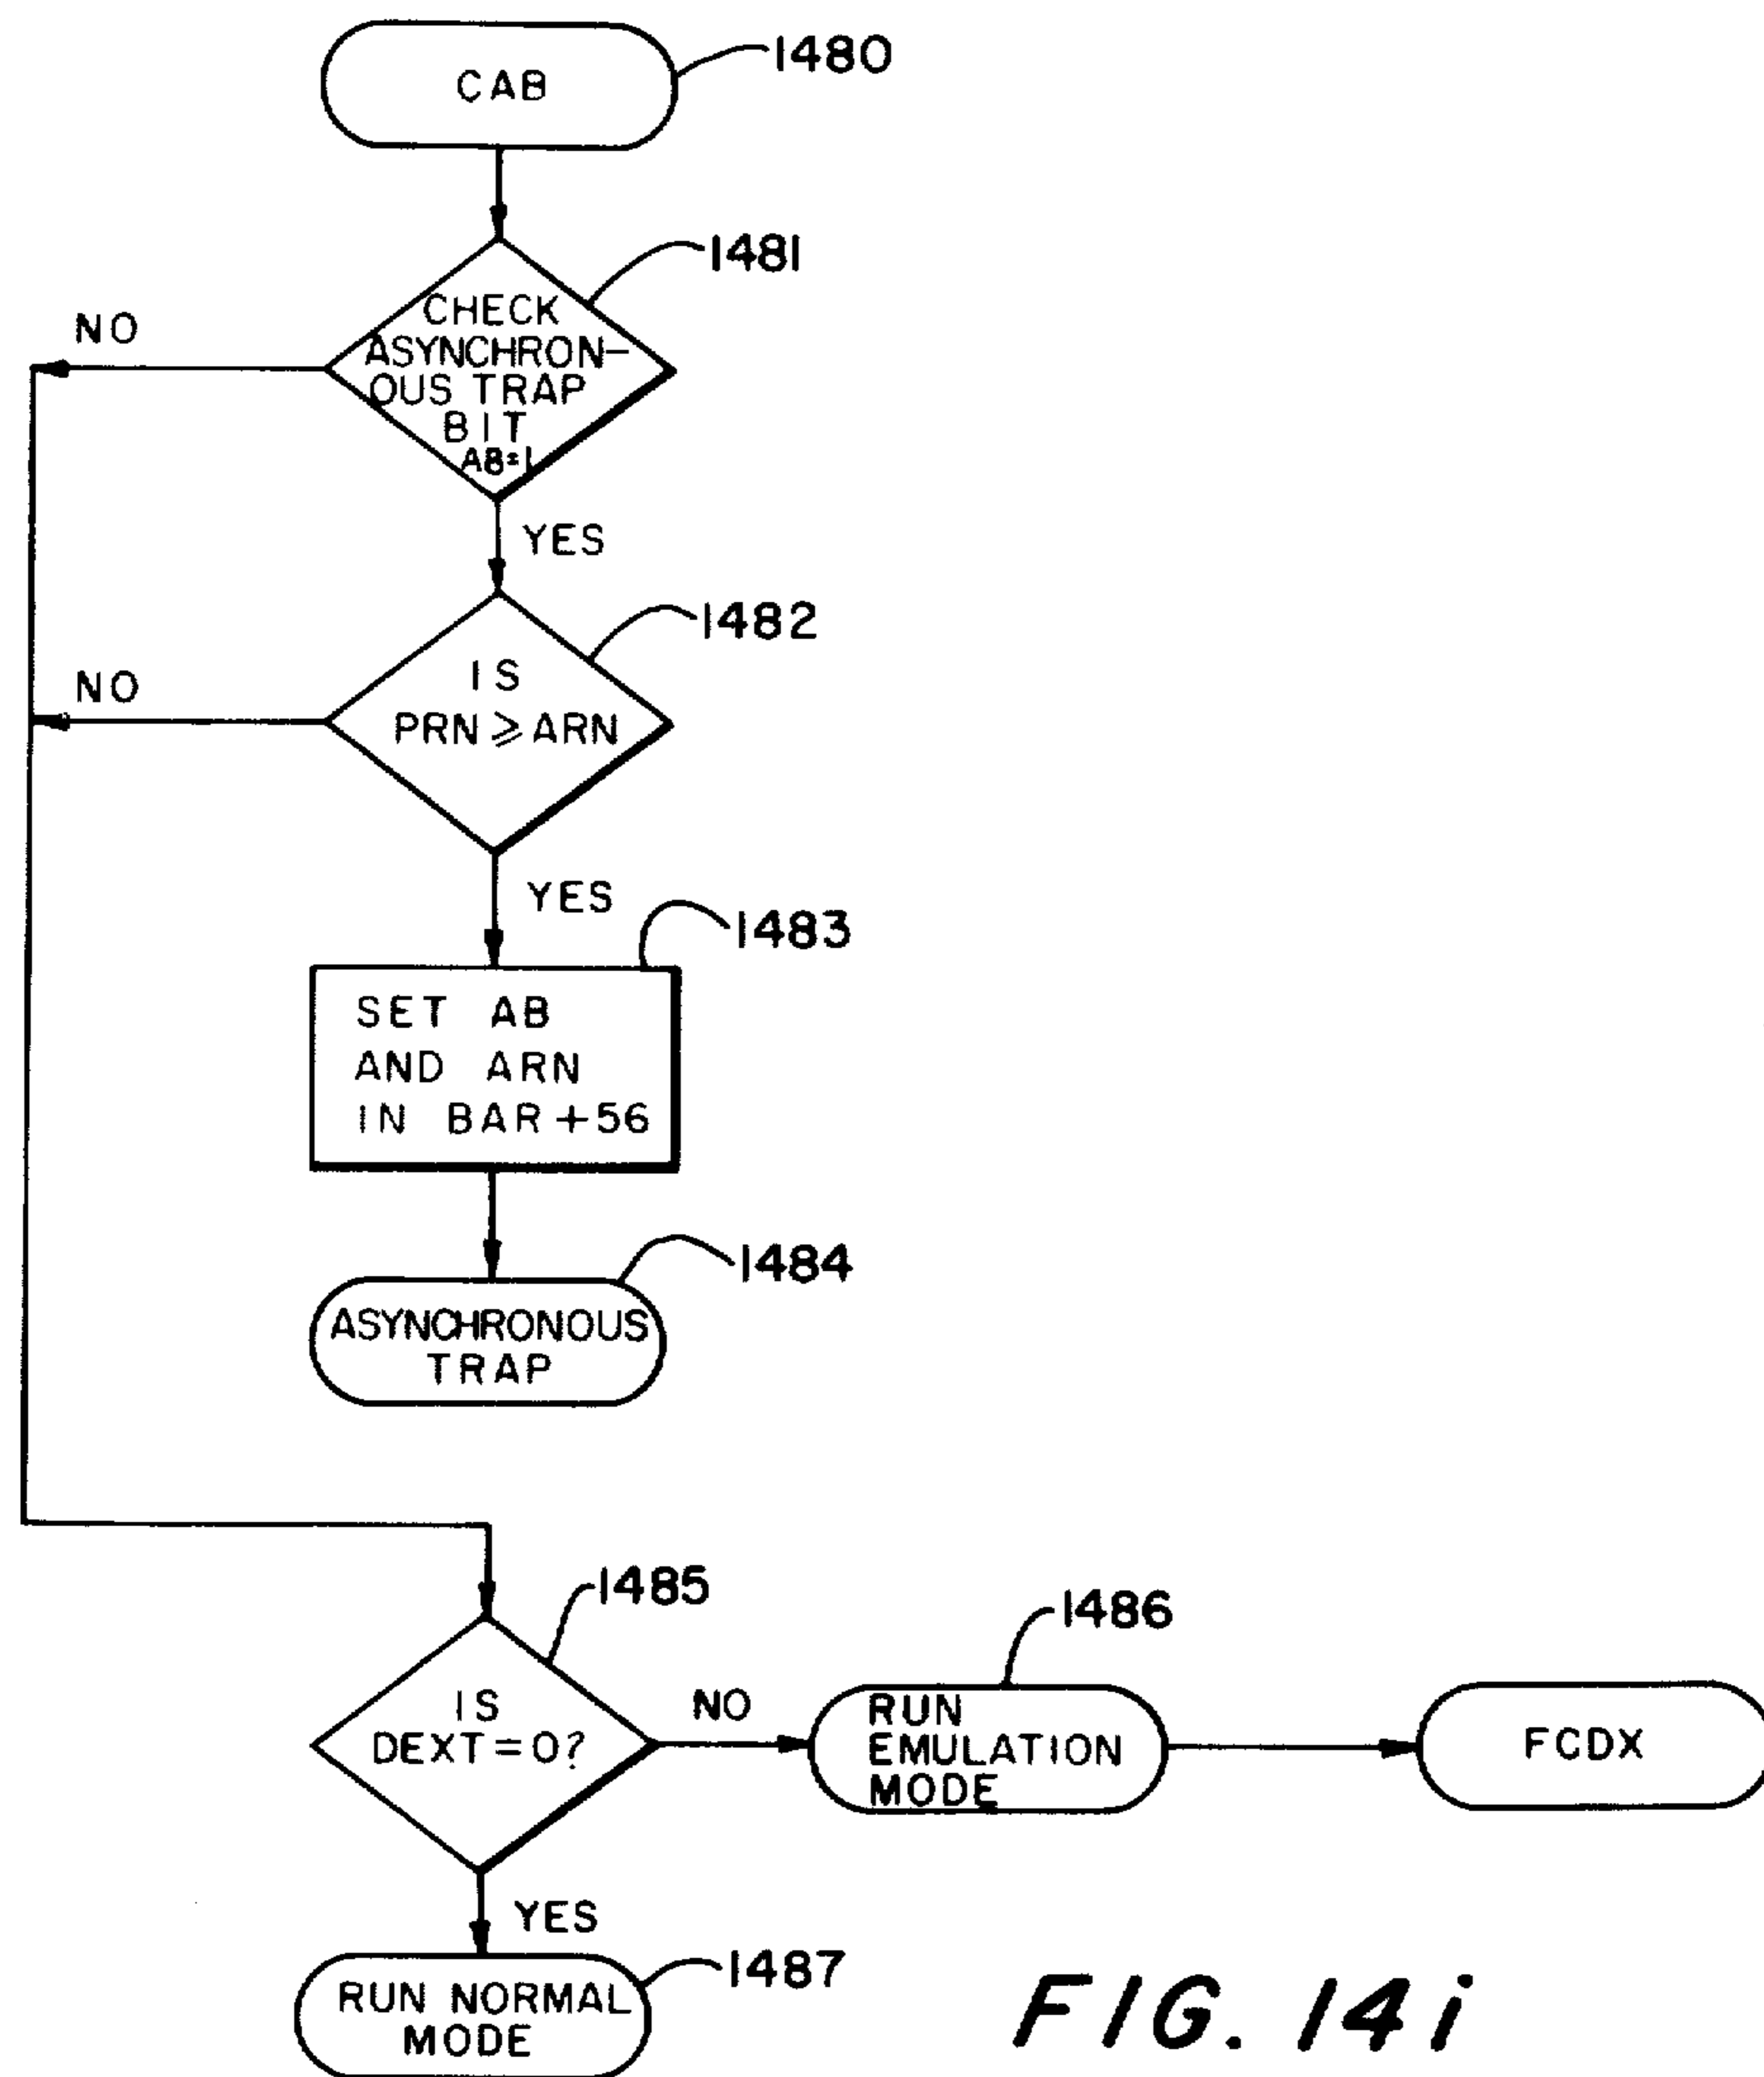 CAB
1480
1481
CHECK
ASYNCHRON-
OUS TRAP
BIT
AB=1
NO
YES
1482
IS
PRN ⩾ ARN
NO
YES
1483
SET AB
AND ARN
IN BAR+56
1484
ASYNCHRONOUS
TRAP
1485
IS
DEXT=0?
NO
1486
RUN
EMULATION
MODE
FCDX
YES
1487
RUN NORMAL
MODE
FIG. 14i